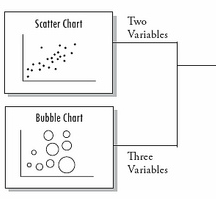 Scatter Chart
Two
Variables
Bubble Chart
Three
Variables